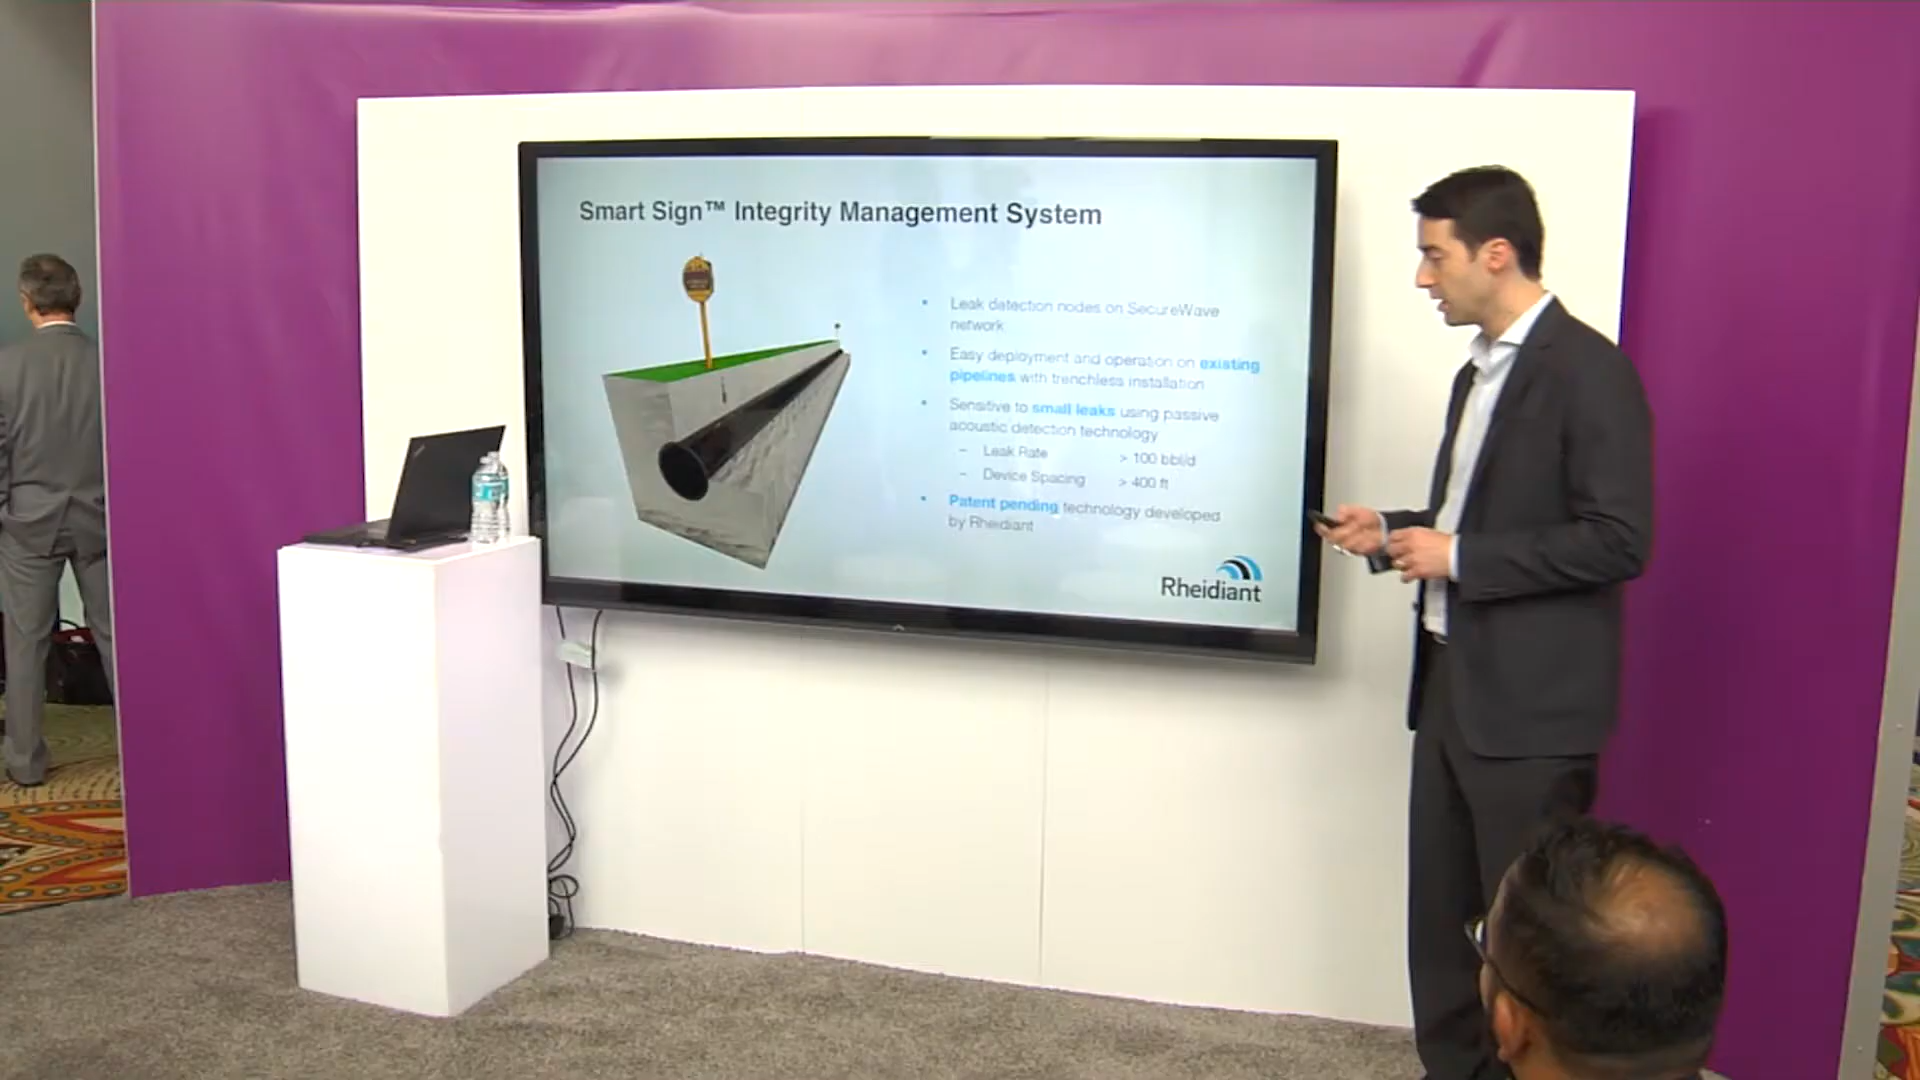 Smart Sign™ Integrity Management System
• Leak detection nodes on SecureWave
network
• Easy deployment and operation on existing
pipelines with trenchless installation
• Sensitive to small leaks using passive
acoustic detection technology
– Leak Rate > 100 bbl/d
– Device Spacing > 400 ft
• Patent pending technology developed
by Rheidiant
Rheidiant